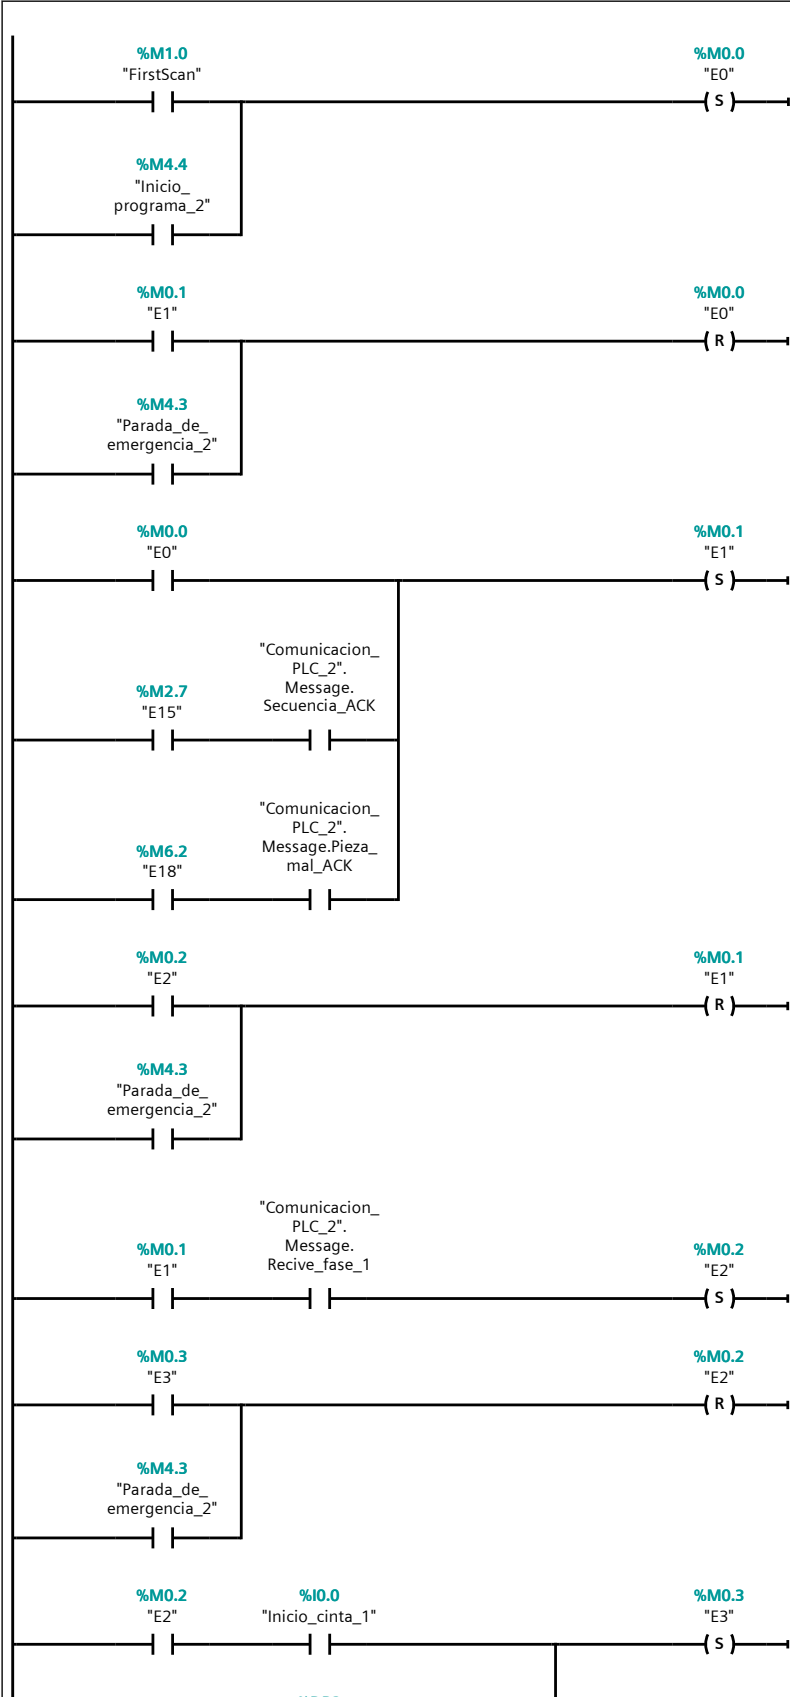 %M1.0
"FirstScan"
%M0.0
"E0"
S
%M4.4
"Inicio_
programa_2"
%M0.1
"E1"
%M0.0
"E0"
R
%M4.3
"Parada_de_
emergencia_2"
%M0.0
"E0"
%M0.1
"E1"
S
"Comunicacion_
PLC_2".
Message.
Secuencia_ACK
%M2.7
"E15"
"Comunicacion_
PLC_2".
Message.Pieza_
mal_ACK
%M6.2
"E18"
%M0.2
"E2"
%M0.1
"E1"
R
%M4.3
"Parada_de_
emergencia_2"
"Comunicacion_
PLC_2".
Message.
Recive_fase_1
%M0.1
"E1"
%M0.2
"E2"
S
%M0.3
"E3"
%M0.2
"E2"
R
%M4.3
"Parada_de_
emergencia_2"
%M0.2
"E2"
%I0.0
"Inicio_cinta_1"
%M0.3
"E3"
S